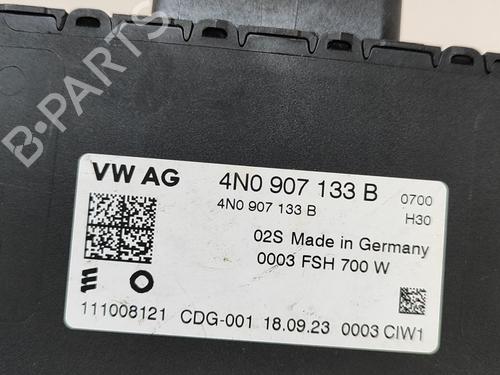 B-PARTS
VW AG 4N0 907 133 B 0700
4N0 907 133 B H30
02S Made in Germany
0003 FSH 700 W
111008121 CDG-001 18.09.23 0003 CIW1